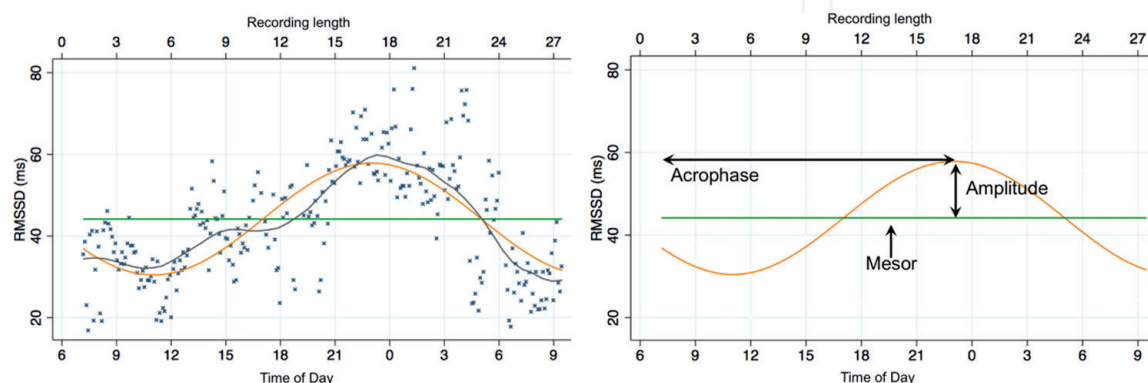 Recording length
0 3 6 9 12 15 18 21 24 27
RMSSD (ms)
80
60
40
20
6 9 12 15 18 21 0 3 6 9
Time of Day
Recording length
0 3 6 9 12 15 18 21 24 27
RMSSD (ms)
80
60
40
20
Acrophase
Amplitude
Mesor
6 9 12 15 18 21 0 3 6 9
Time of Day